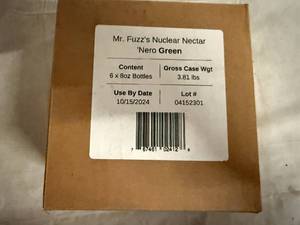 Mr. Fuzz's Nuclear Nectar
'Nero Green
Content
Gross Case Wgt
6 x 8oz Bottles
3.81 lbs
Use By Date
Lot #
10/15/2024
04152301